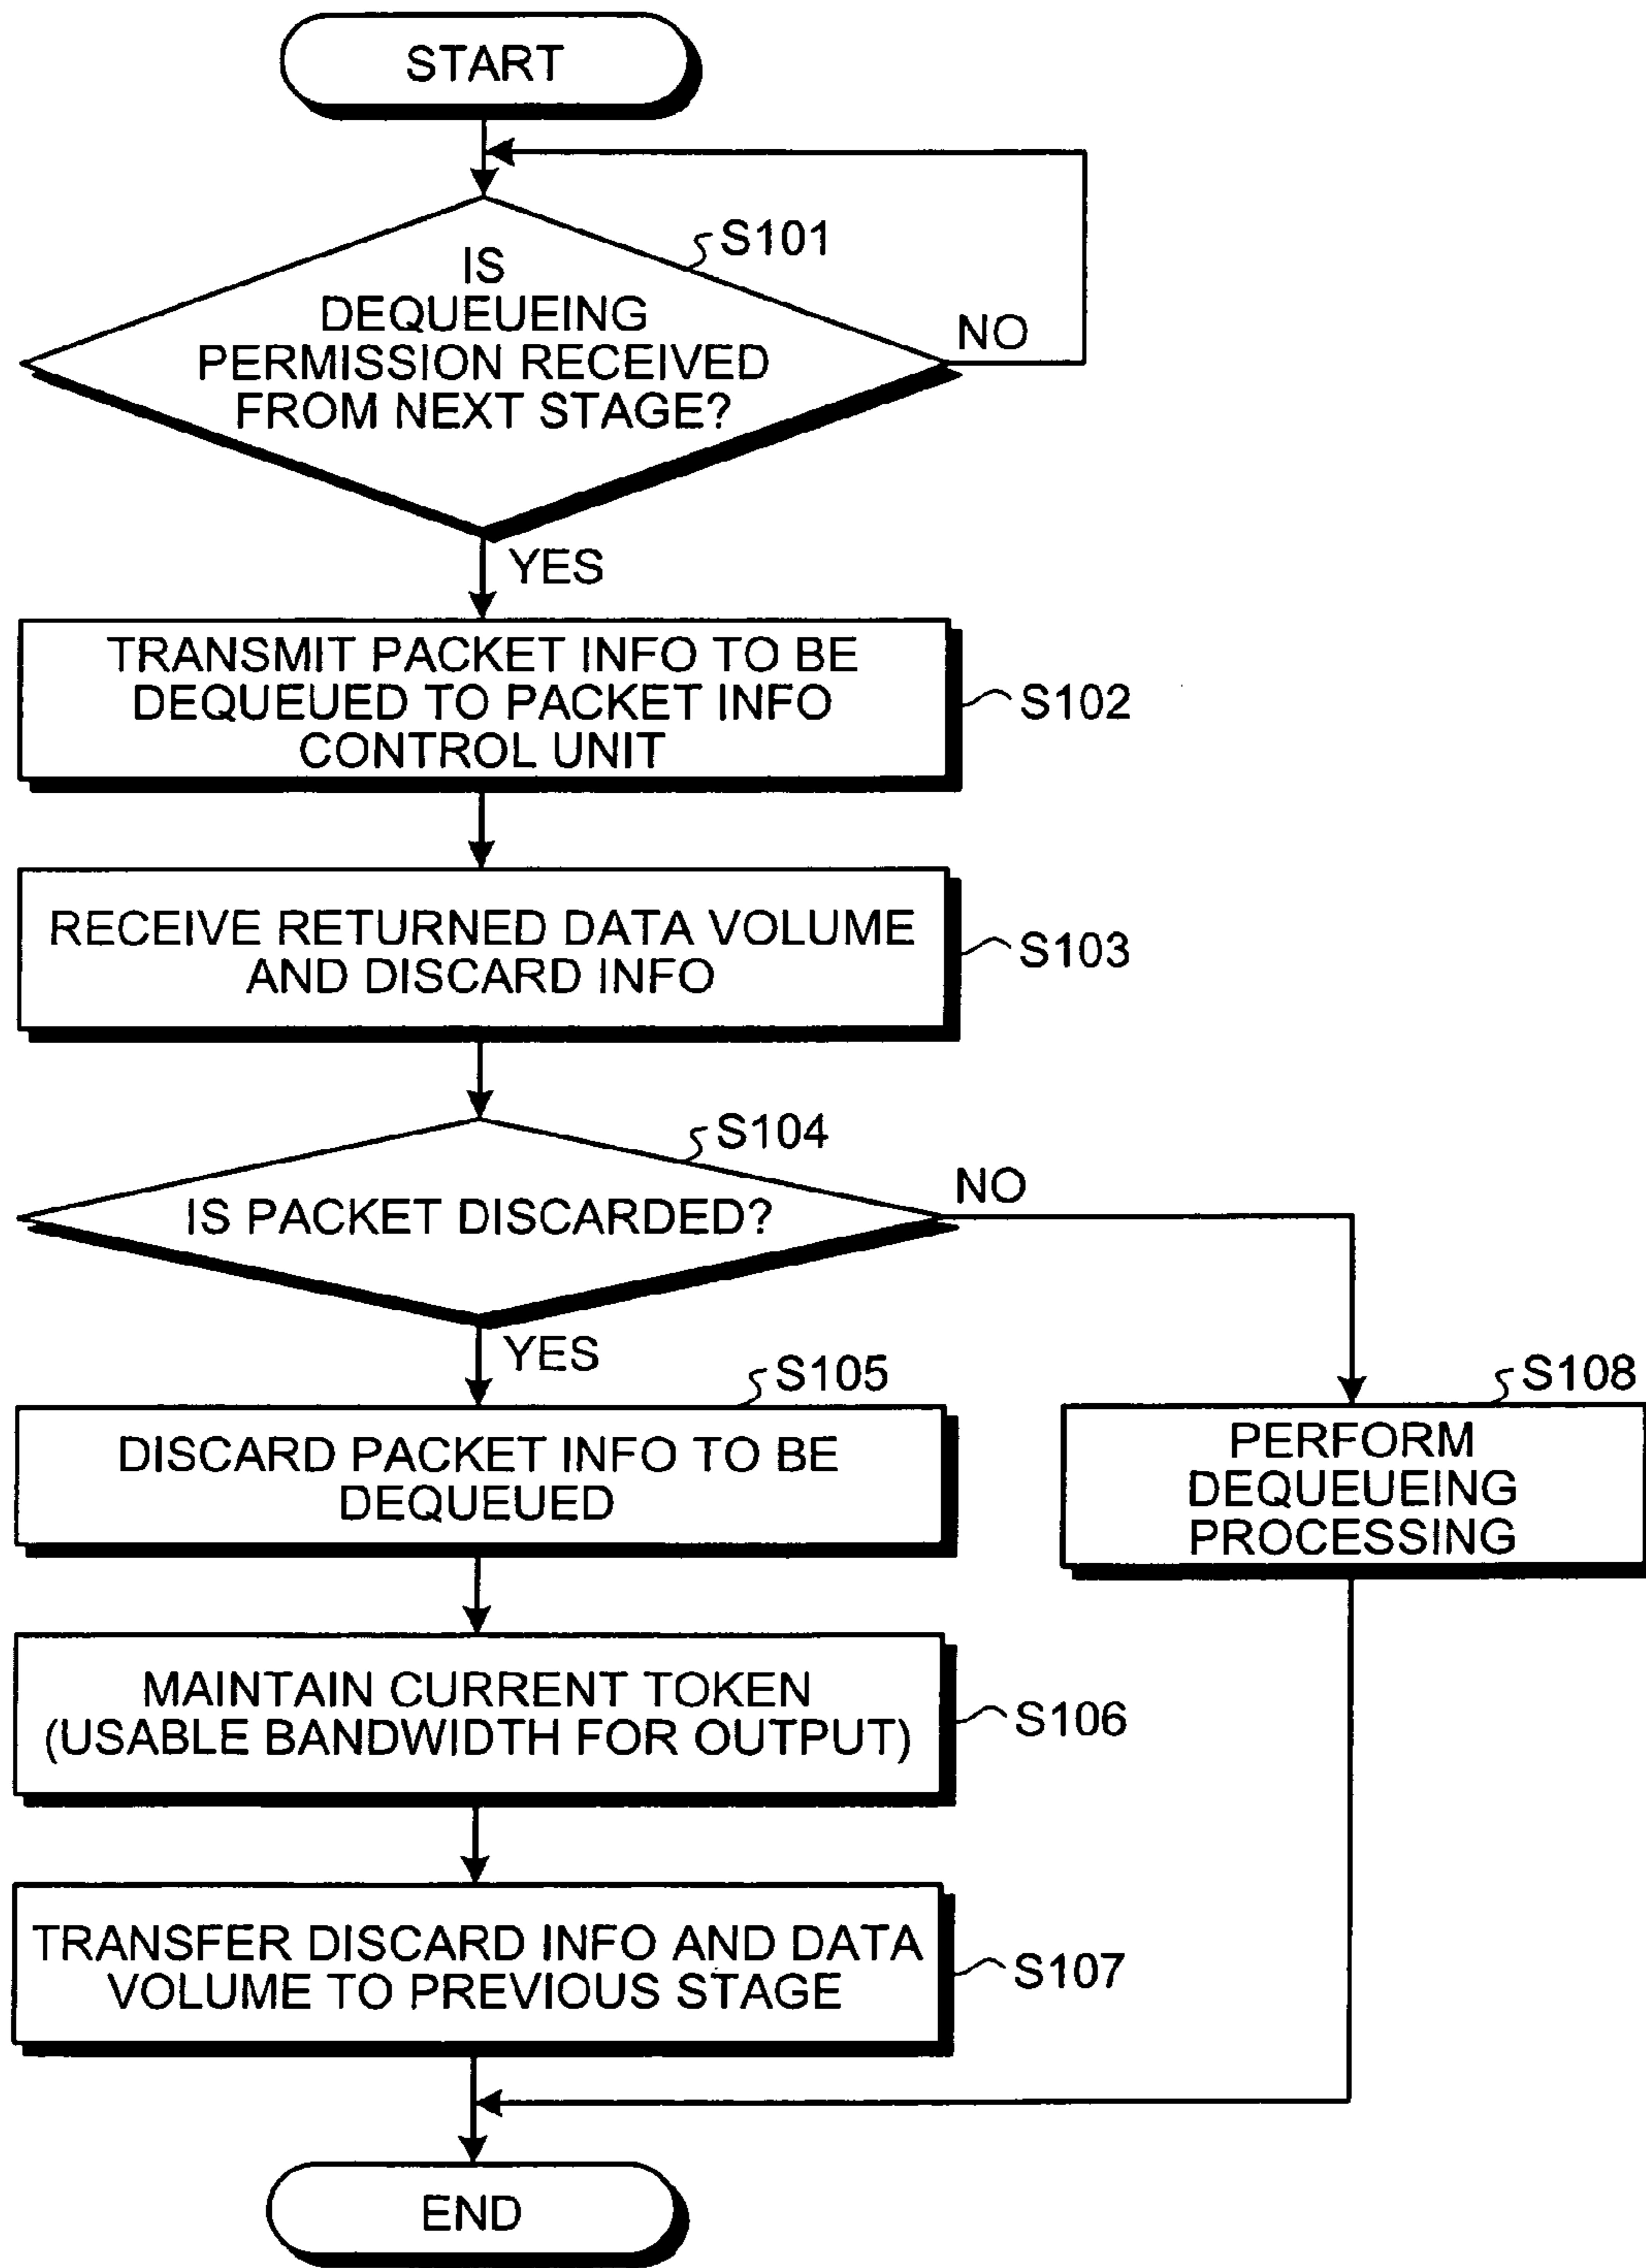 START
S101
IS
DEQUEUEING
PERMISSION RECEIVED
FROM NEXT STAGE?
NO
YES
TRANSMIT PACKET INFO TO BE
DEQUEUED TO PACKET INFO
CONTROL UNIT
S102
RECEIVE RETURNED DATA VOLUME
AND DISCARD INFO
S103
S104
IS PACKET DISCARDED?
NO
YES
S105
DISCARD PACKET INFO TO BE
DEQUEUED
S108
PERFORM
DEQUEUEING
PROCESSING
MAINTAIN CURRENT TOKEN
(USABLE BANDWIDTH FOR OUTPUT)
S106
TRANSFER DISCARD INFO AND DATA
VOLUME TO PREVIOUS STAGE
S107
END